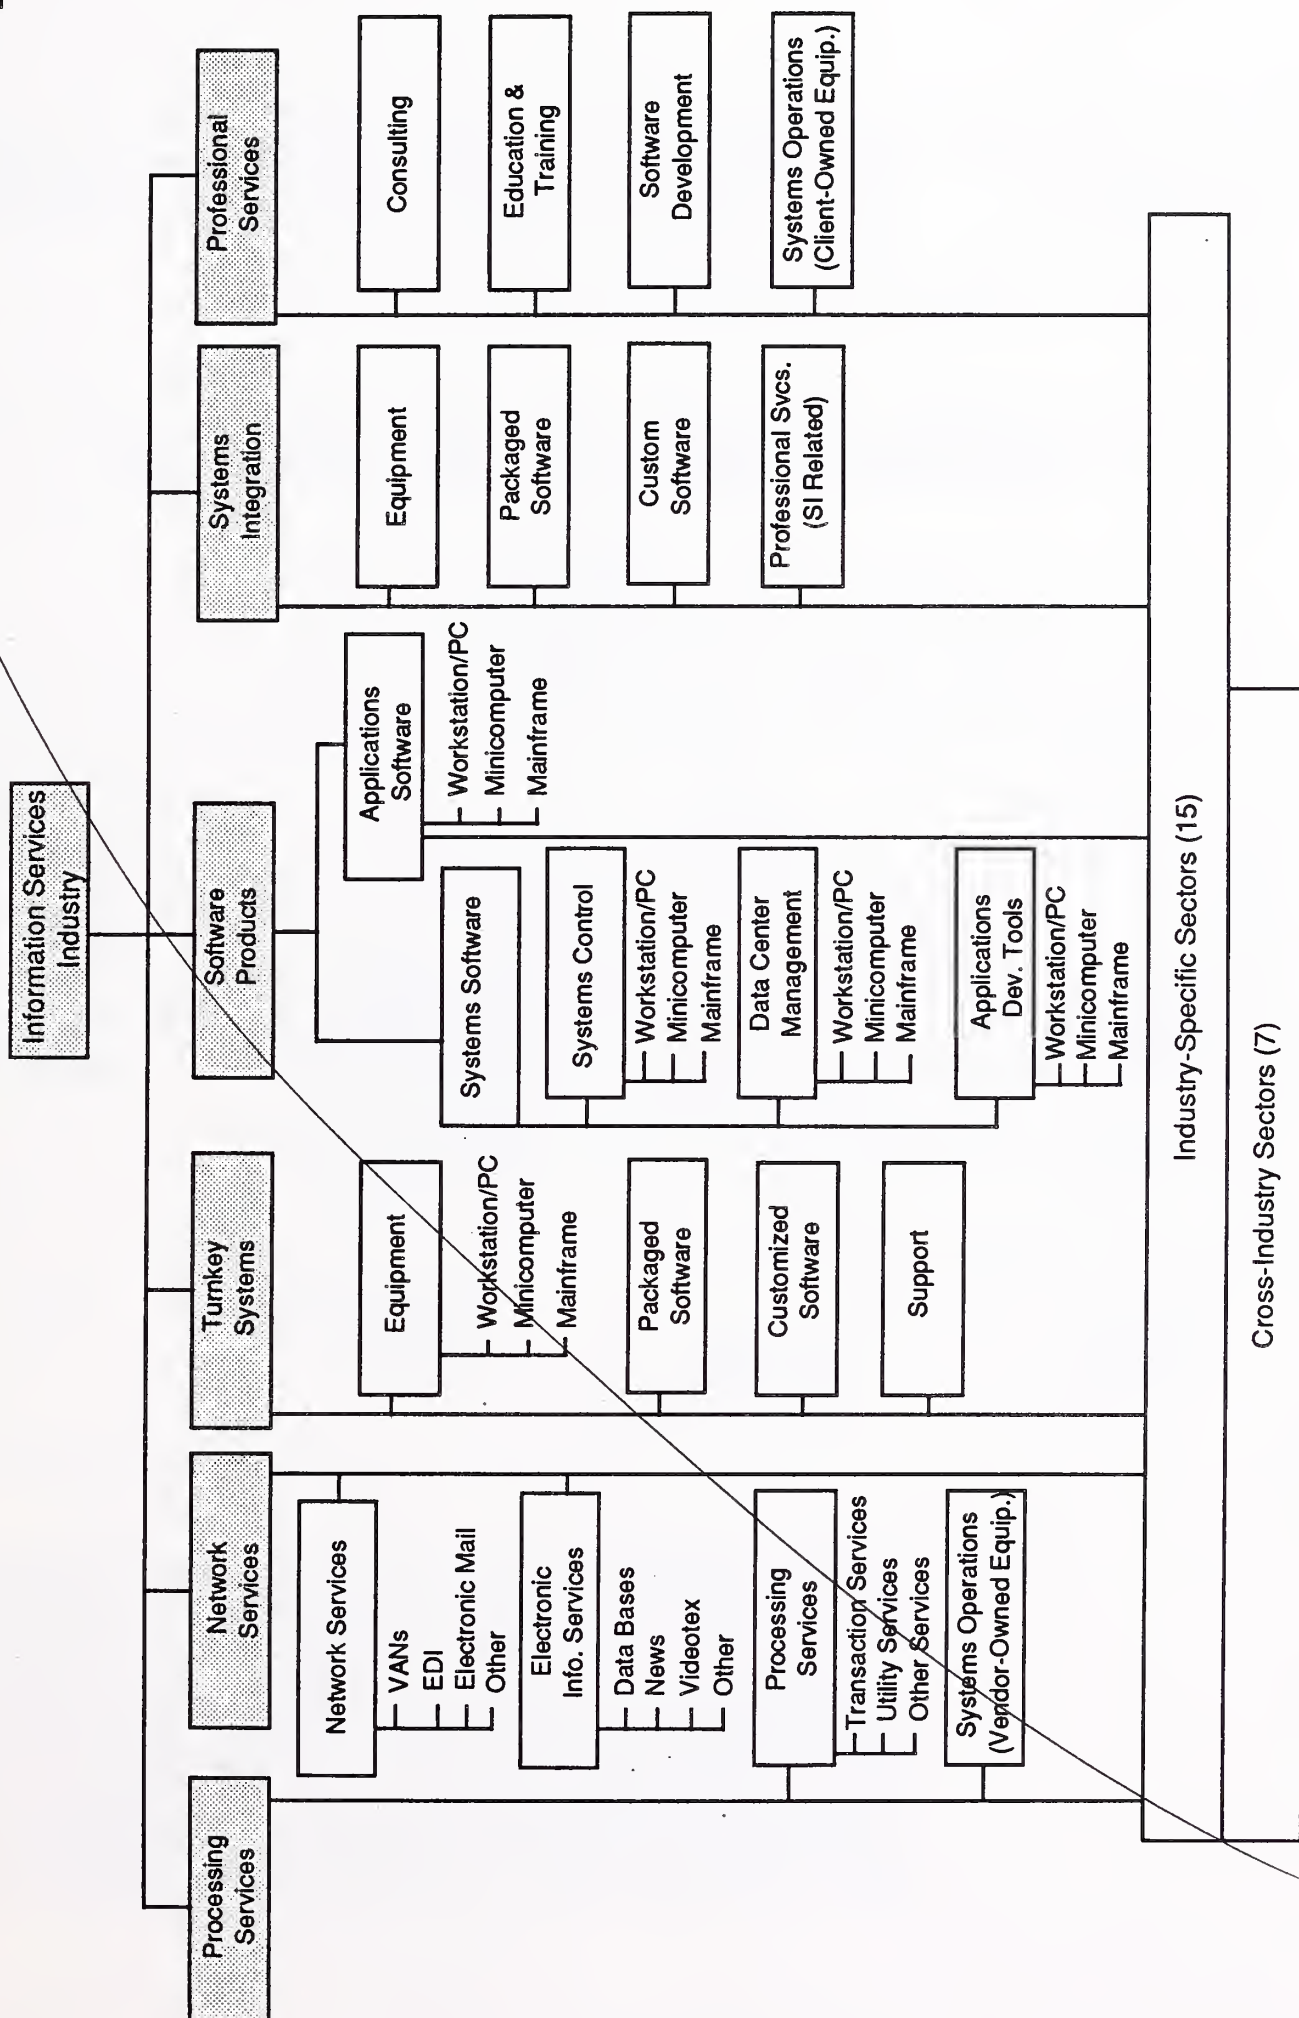 Information Services
Industry
Processing
Services
Network
Services
Turnkey
Systems
Software
Products
Systems
Integration
Professional
Services
Processing
Services
Transaction Services
Utility Services
Other Services
Systems Operations
(Vendor-Owned Equip.)
Network Services
VANs
EDI
Electronic Mail
Other
Electronic
Info. Services
Data Bases
News
Videotex
Other
Equipment
Workstation/PC
Minicomputer
Mainframe
Packaged
Software
Customized
Software
Support
Systems Software
Systems Control
Workstation/PC
Minicomputer
Mainframe
Data Center
Management
Workstation/PC
Minicomputer
Mainframe
Applications
Dev. Tools
Workstation/PC
Minicomputer
Mainframe
Applications
Software
Workstation/PC
Minicomputer
Mainframe
Equipment
Packaged
Software
Custom
Software
Professional Svcs.
(SI Related)
Consulting
Education &
Training
Software
Development
Systems Operations
(Client-Owned Equip.)
Industry-Specific Sectors (15)
Cross-Industry Sectors (7)